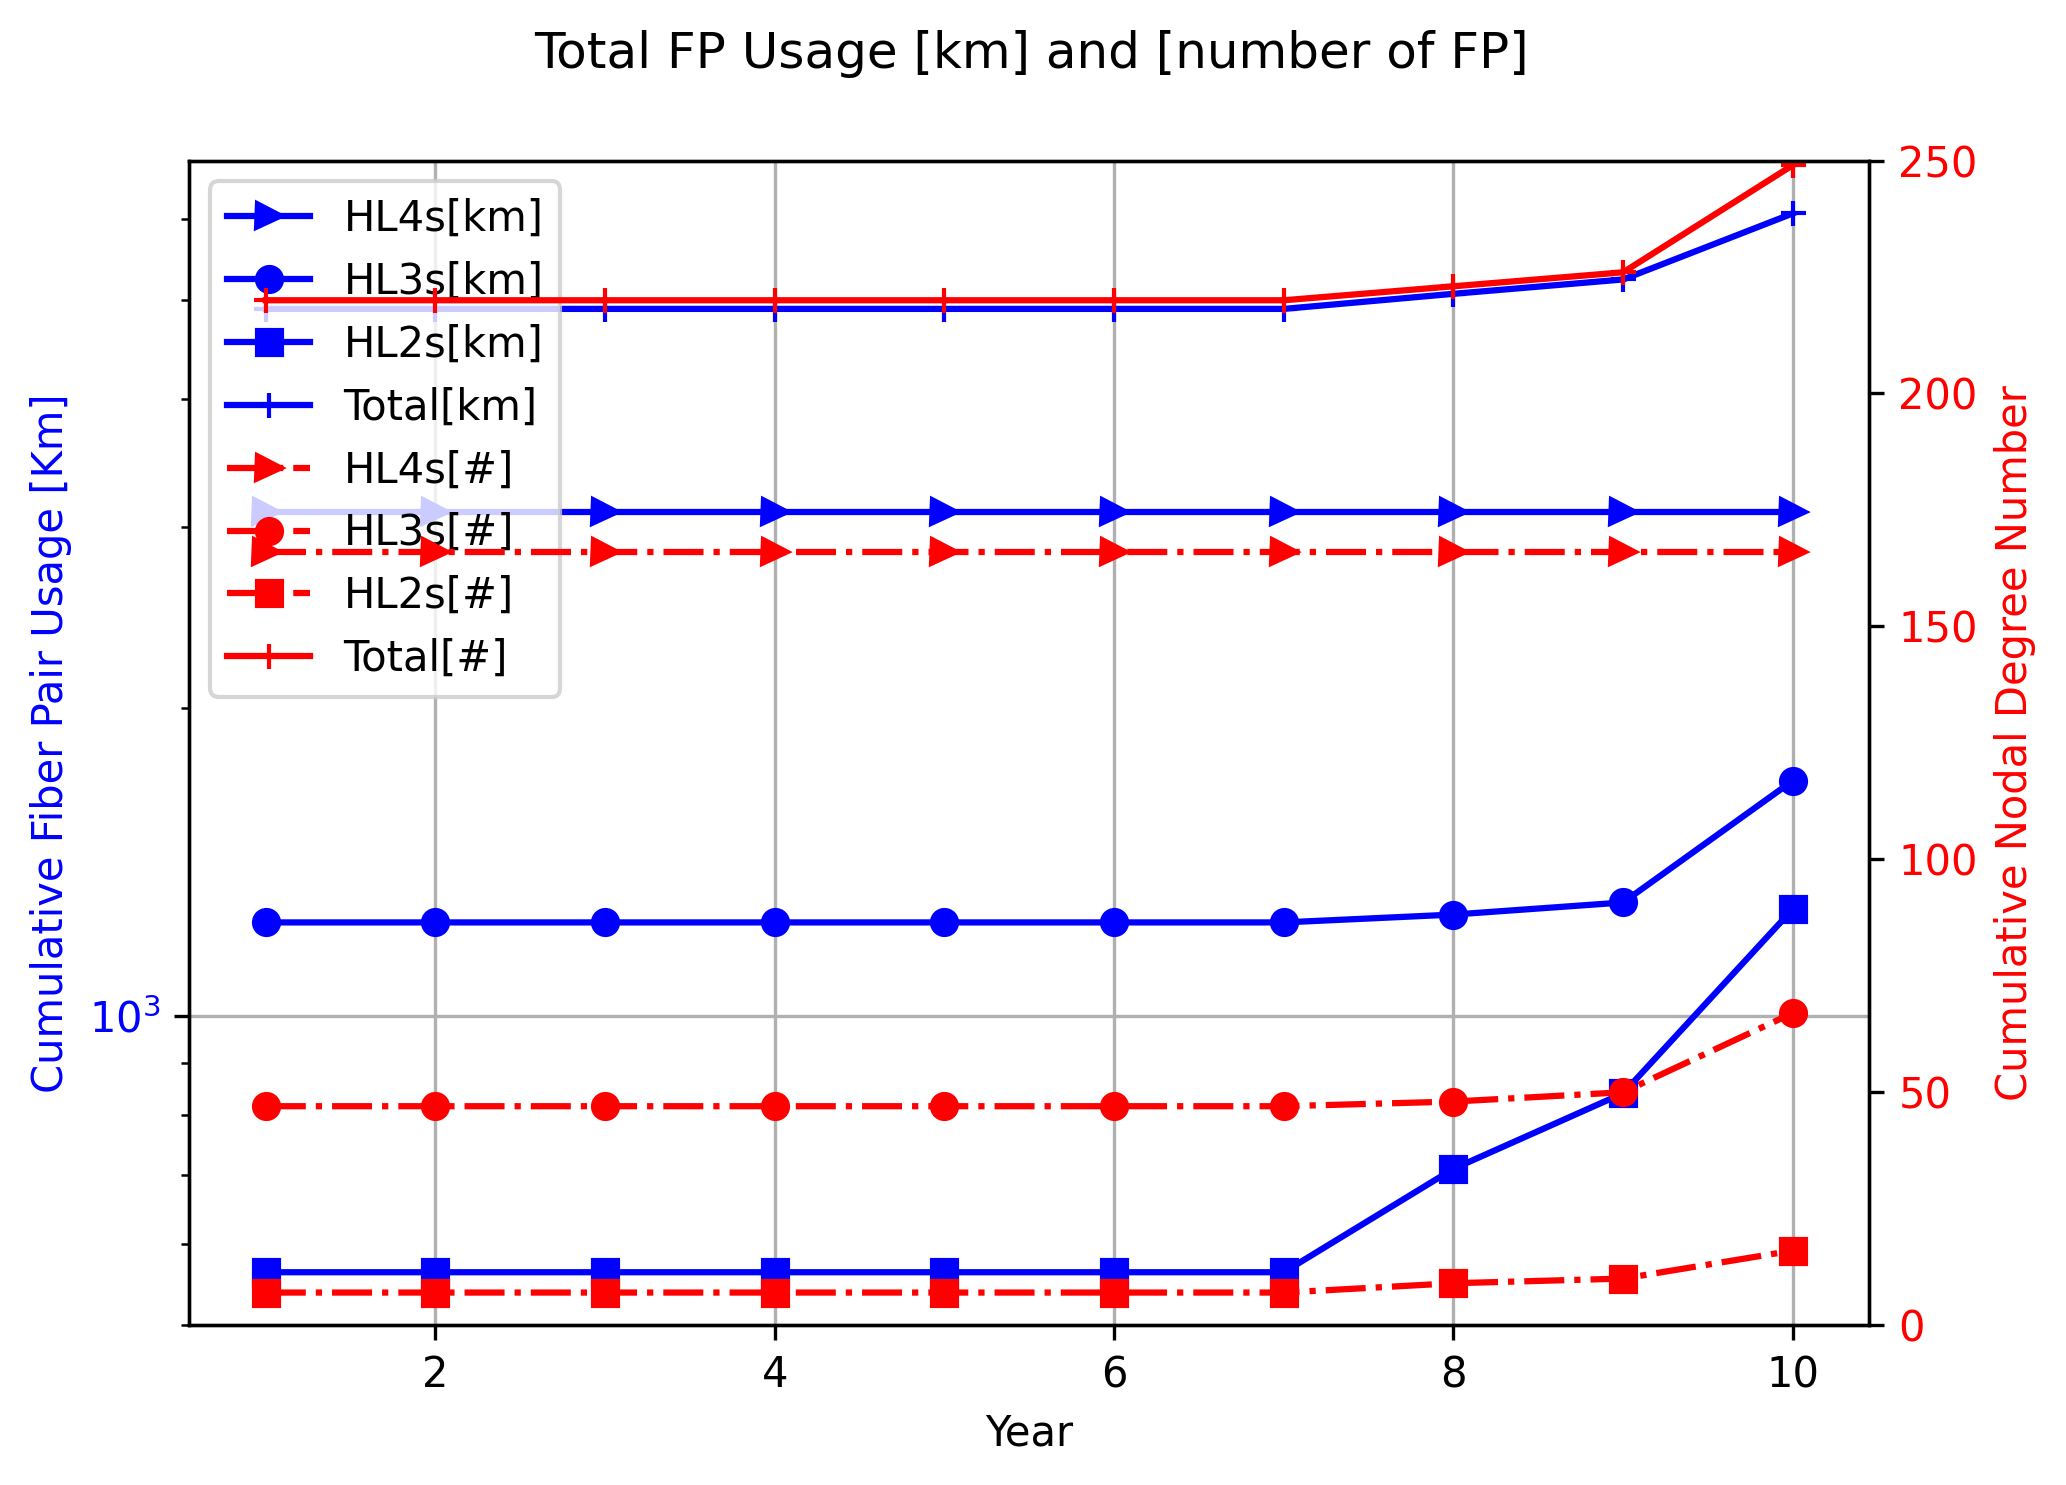 Total FP Usage [km] and [number of FP]
HL4s[km]
HL3s[km]
HL2s[km]
Total[km]
HL4s[#]
HL3s[#]
HL2s[#]
Total[#]
Cumulative Fiber Pair Usage [Km]
10³
250
200
150
100
50
0
Cumulative Nodal Degree Number
2 4 6 8 10
Year